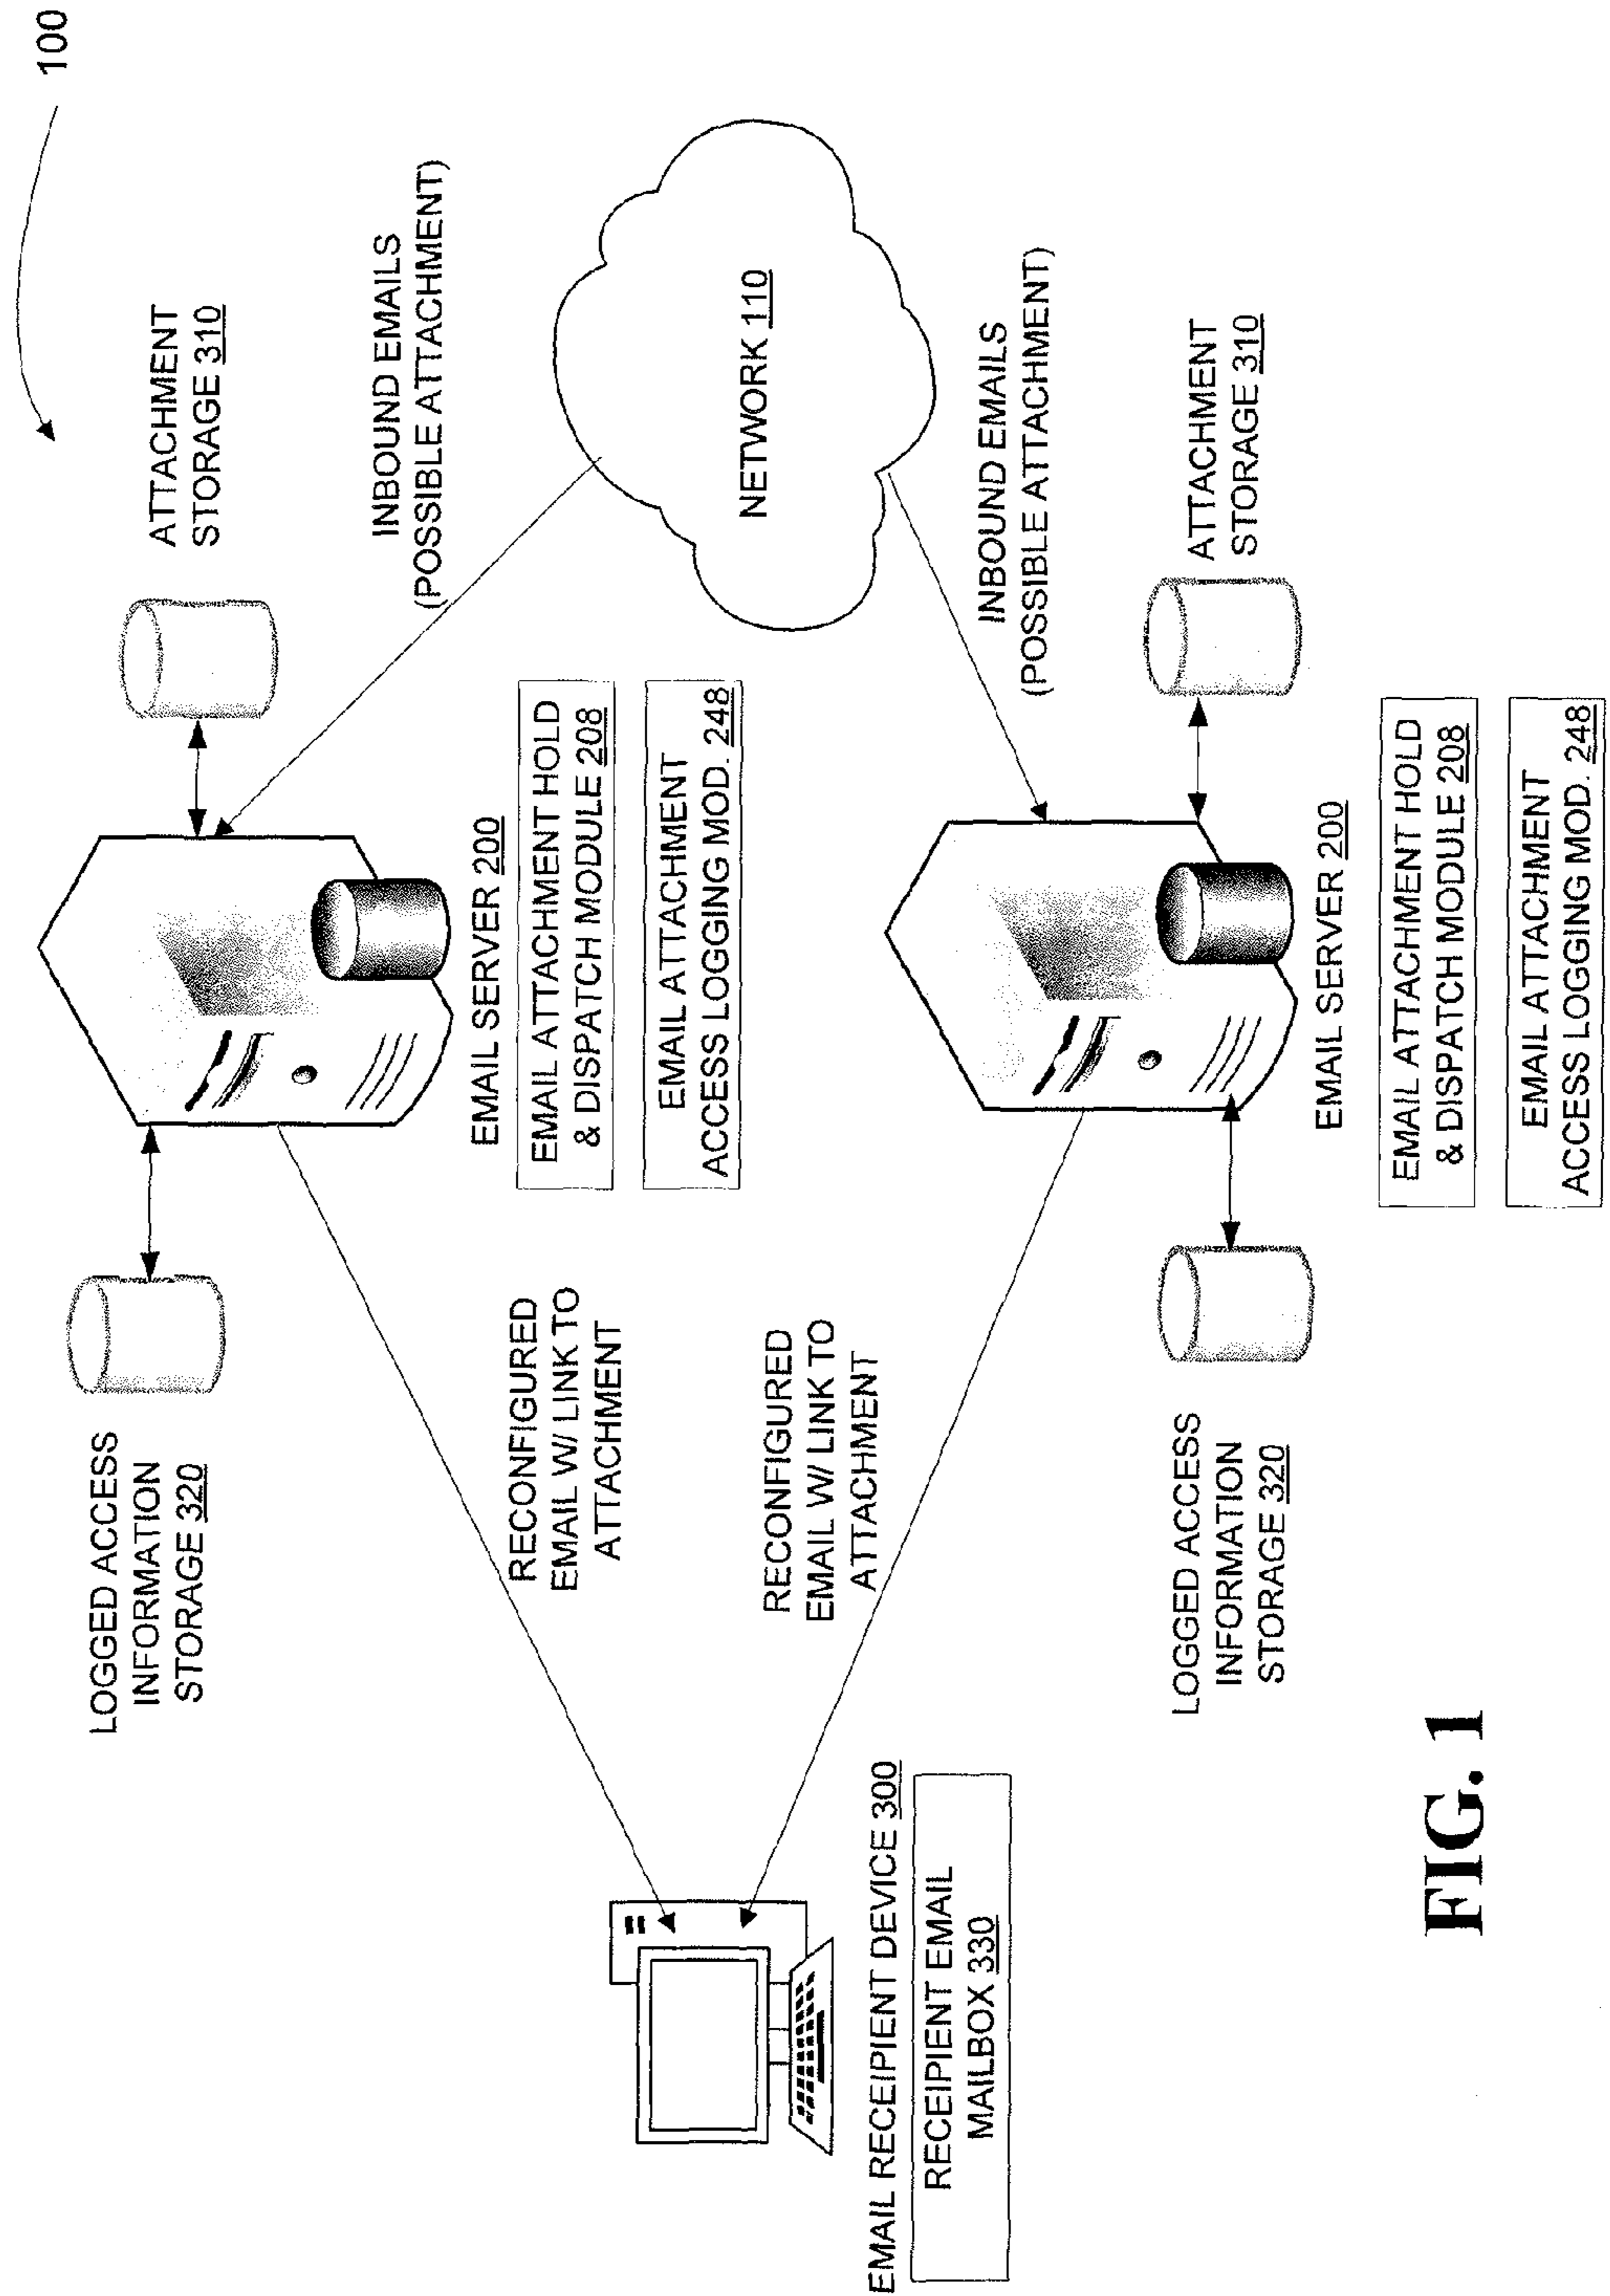 100
ATTACHMENT
STORAGE 310
INBOUND EMAILS
(POSSIBLE ATTACHMENT)
NETWORK 110
INBOUND EMAILS
(POSSIBLE ATTACHMENT)
ATTACHMENT
STORAGE 310
EMAIL SERVER 200
EMAIL ATTACHMENT HOLD
& DISPATCH MODULE 208
EMAIL ATTACHMENT
ACCESS LOGGING MOD. 248
EMAIL SERVER 200
EMAIL ATTACHMENT HOLD
& DISPATCH MODULE 208
EMAIL ATTACHMENT
ACCESS LOGGING MOD. 248
LOGGED ACCESS
INFORMATION
STORAGE 320
RECONFIGURED
EMAIL W/ LINK TO
ATTACHMENT
RECONFIGURED
EMAIL W/ LINK TO
ATTACHMENT
LOGGED ACCESS
INFORMATION
STORAGE 320
EMAIL RECEIPIENT DEVICE 300
RECEIPIENT EMAIL
MAILBOX 330
FIG. 1